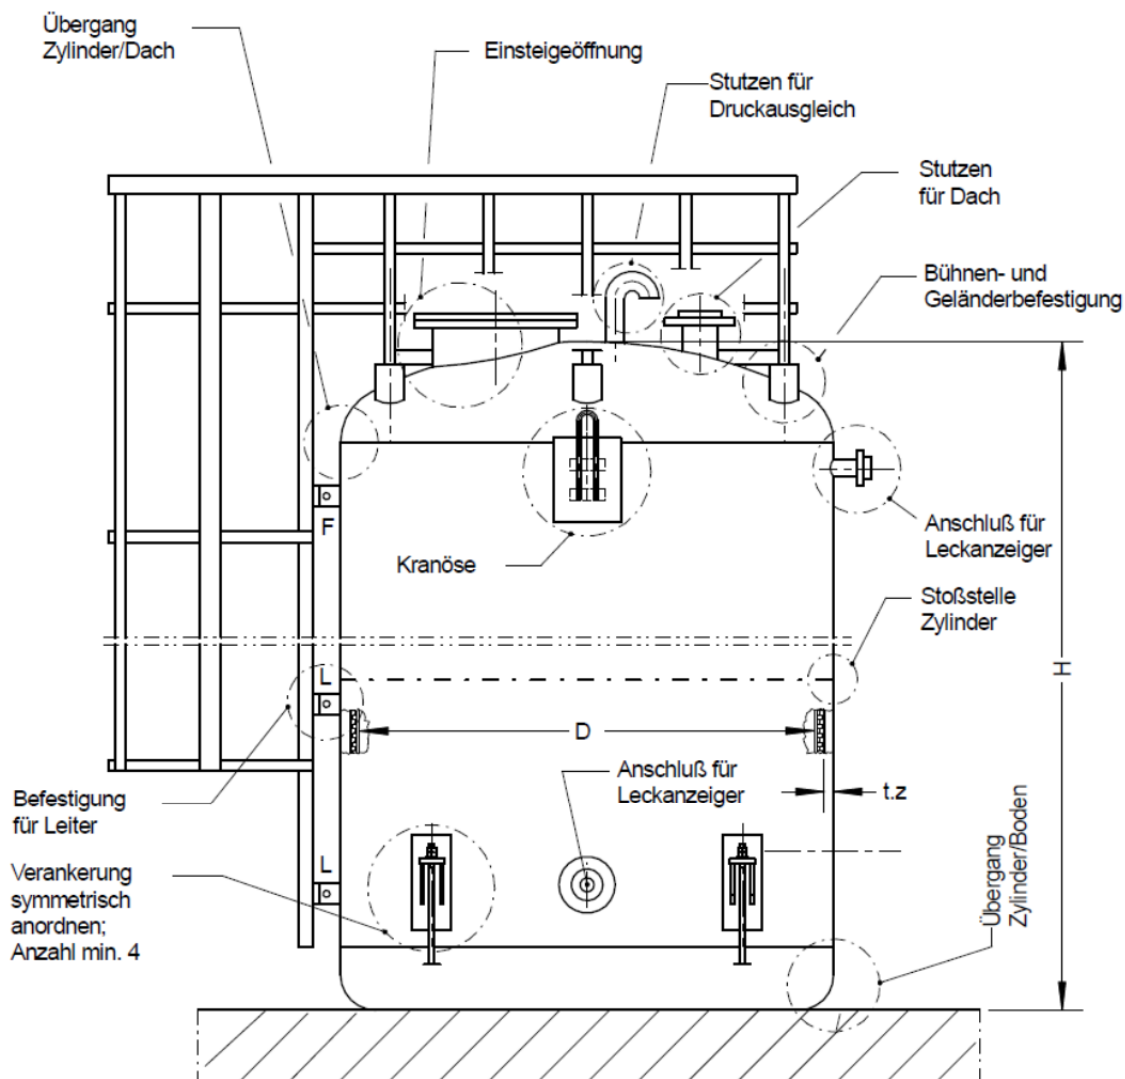 Übergang
Zylinder/Dach
Einsteigeöffnung
Stutzen für
Druckausgleich
Stutzen
für Dach
Bühnen- und
Geländerbefestigung
F
Kranöse
Anschluß für
Leckanzeiger
Stoßstelle
Zylinder
H
L
D
Anschluß für
Leckanzeiger
t.z
Befestigung
für Leiter
L
Verankerung
symmetrisch
anordnen;
Anzahl min. 4
Übergang
Zylinder/Boden